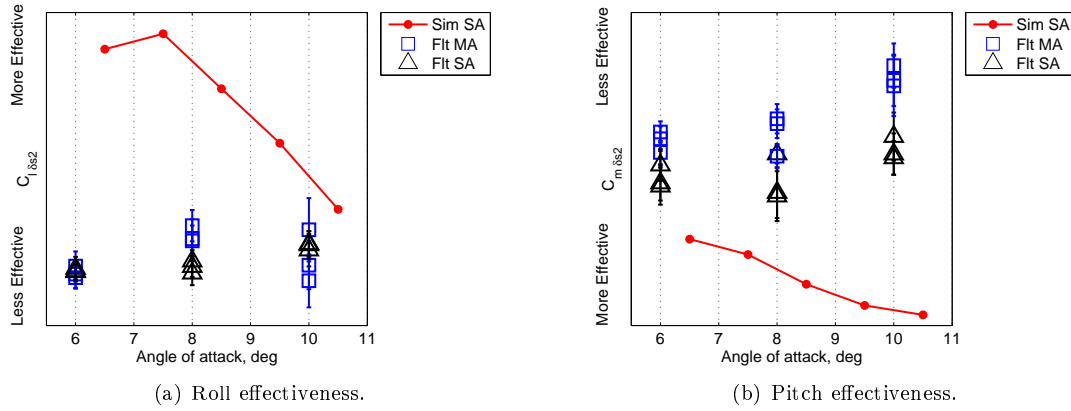 More Effective
C l δs2
Less Effective
6 7 8 9 10 11
Angle of attack, deg
Sim SA
Flt MA
Flt SA
(a) Roll effectiveness.
Less Effective
C m δs2
More Effective
6 7 8 9 10 11
Angle of attack, deg
Sim SA
Flt MA
Flt SA
(b) Pitch effectiveness.